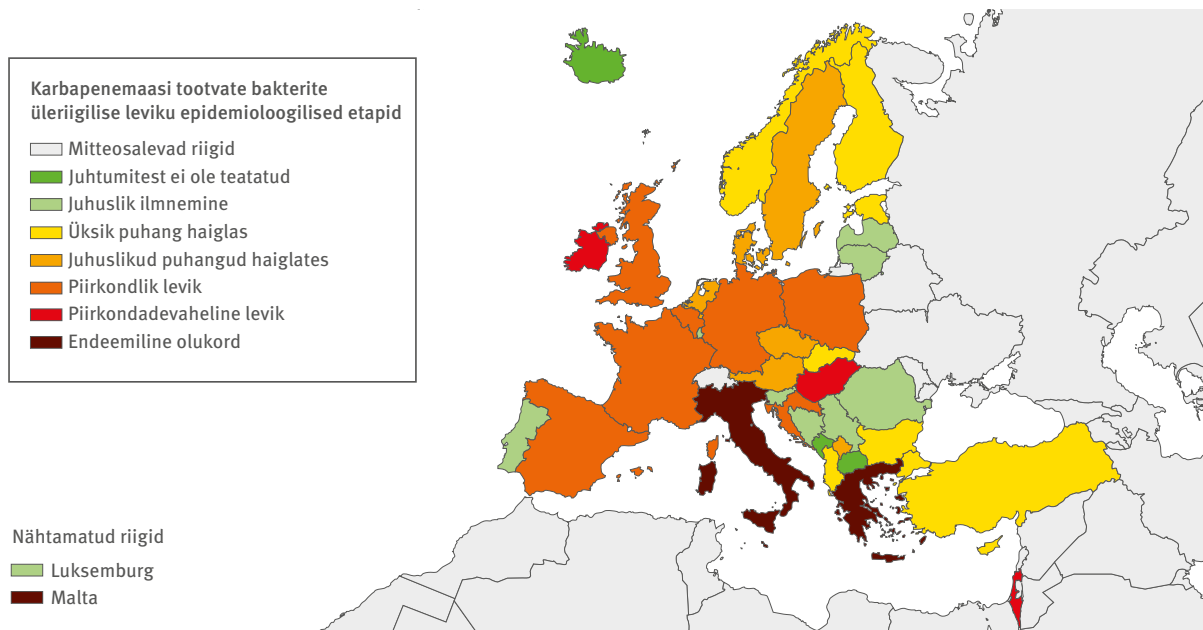 Karbapenemaasi tootvate bakterite
üleriigilise leviku epidemioloogilised etapid
Mitteosalevad riigid
Juhtumitest ei ole teatatud
Juhuslik ilmnemine
Üksik puhang haiglas
Juhuslikud puhangud haiglates
Piirkondlik levik
Piirkondadevaheline levik
Endeemiline olukord
Nähtamatud riigid
Luksemburg
Malta